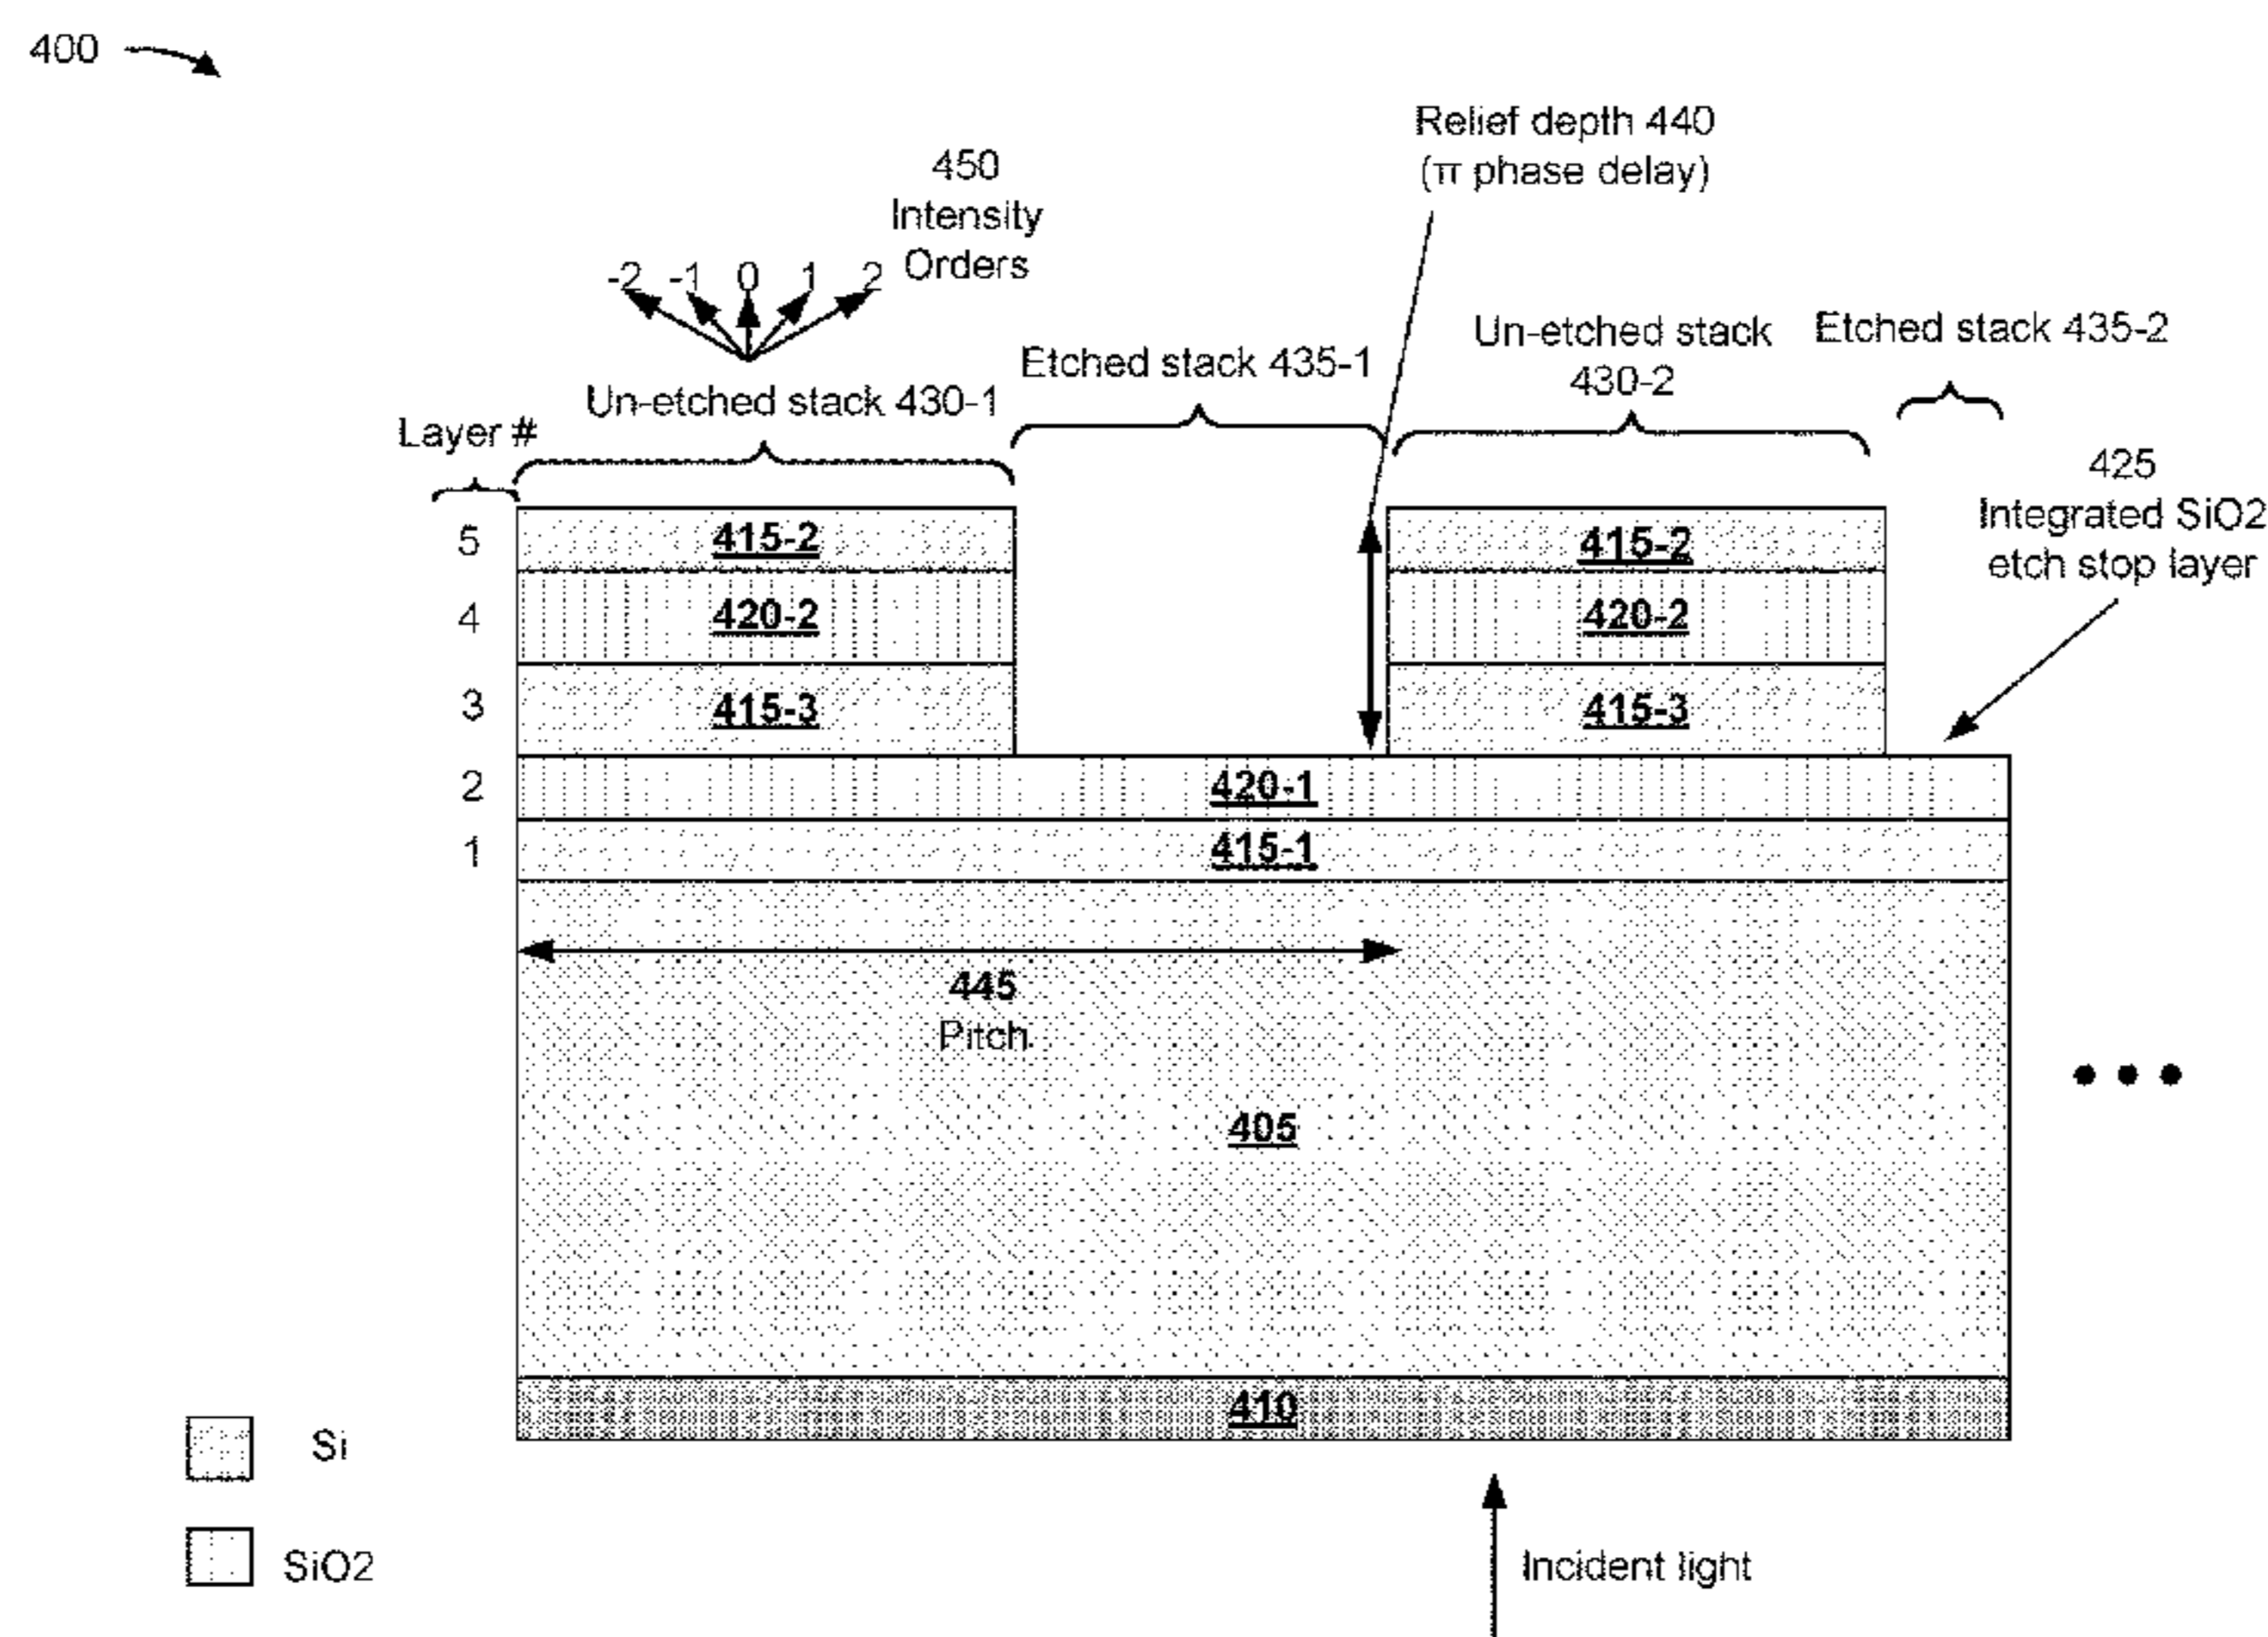 400
Relief depth 440
(π phase delay)
450
Intensity
Orders
-2 -1 0 1 2
Un-etched stack
430-2
Etched stack 435-2
Etched stack 435-1
Un-etched stack 430-1
Layer #
425
Integrated SiO2
etch stop layer
5
415-2
415-2
4
420-2
420-2
3
415-3
415-3
2
420-1
1
415-1
445
Pitch
405
410
Si
SiO2
Incident light